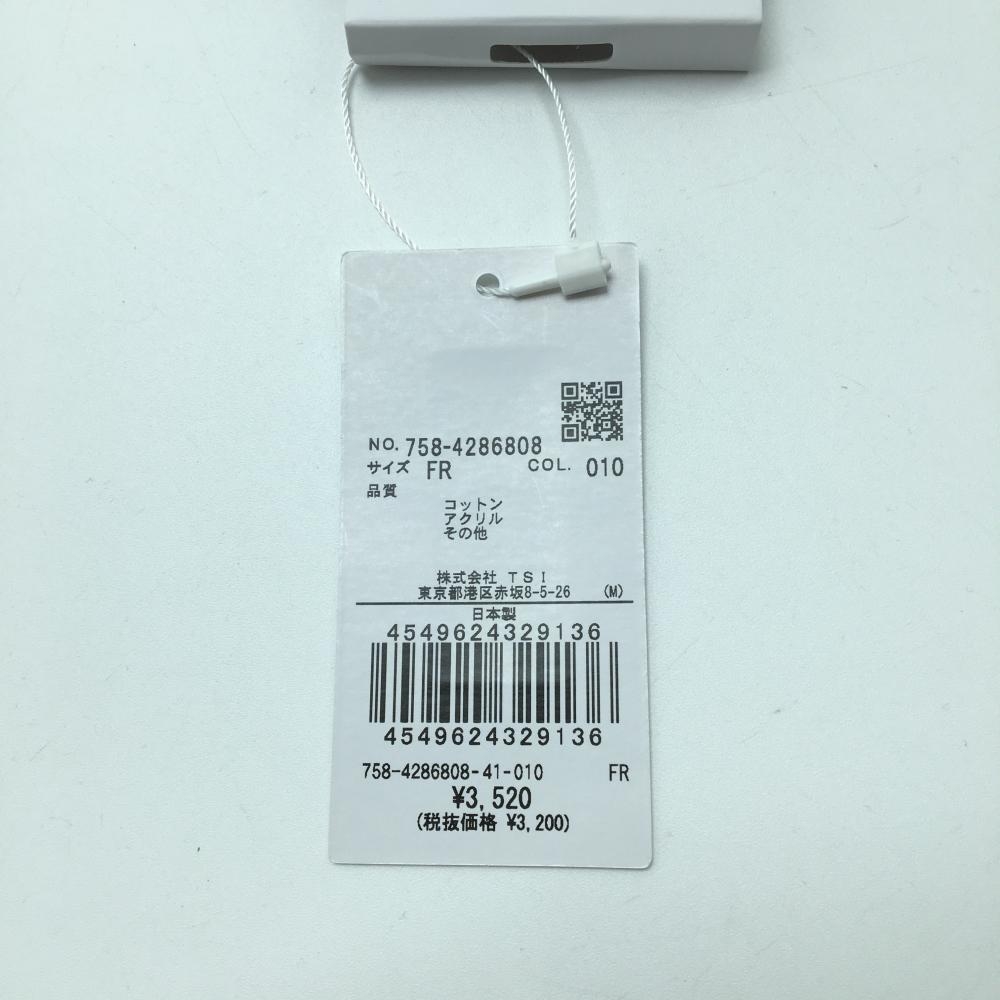 NO. 758-4286808
サイズ FR COL. 010
品質
コットン
アクリル
その他
株式会社 TSI
東京都港区赤坂8-5-26 (M)
日本製
4549624329136
4549624329136
758-4286808-41-010 FR
¥3,520
(税抜価格 ¥3,200)